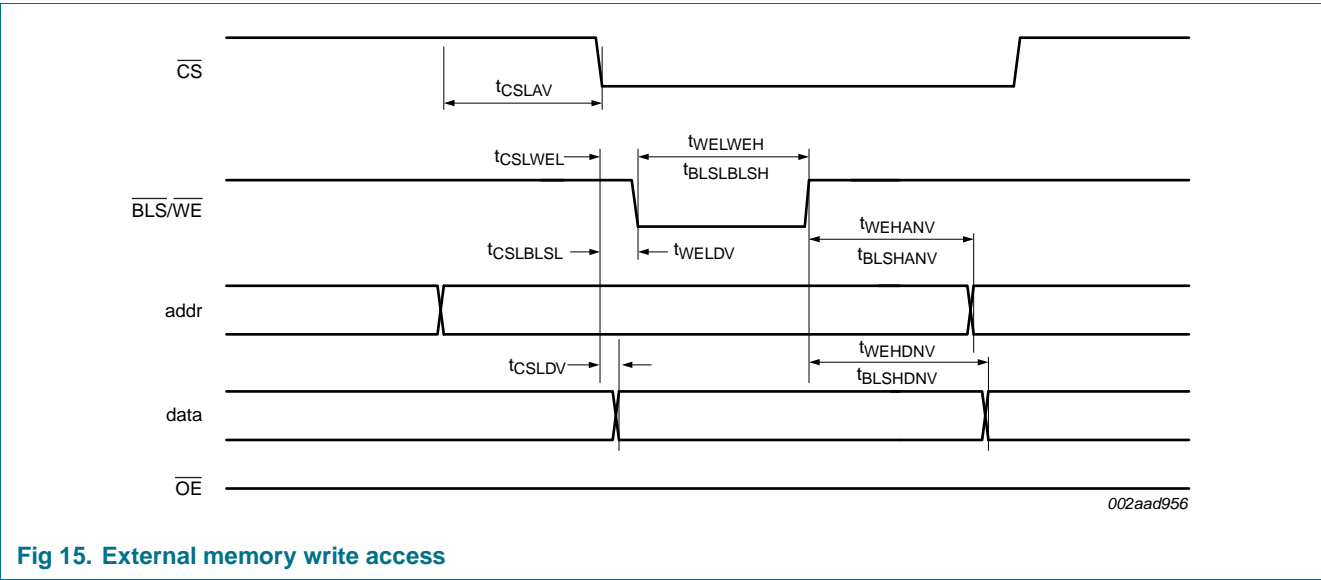 CS
tCSLAV
tCSLWEL
tWELWEH
tBLSLBLSH
BLS/WE
tCSLBLSL
tWELDV
tWEHANV
tBLSHANV
addr
tCSLDV
tWEHDNV
tBLSHDNV
data
OE
002aad956
Fig 15. External memory write access